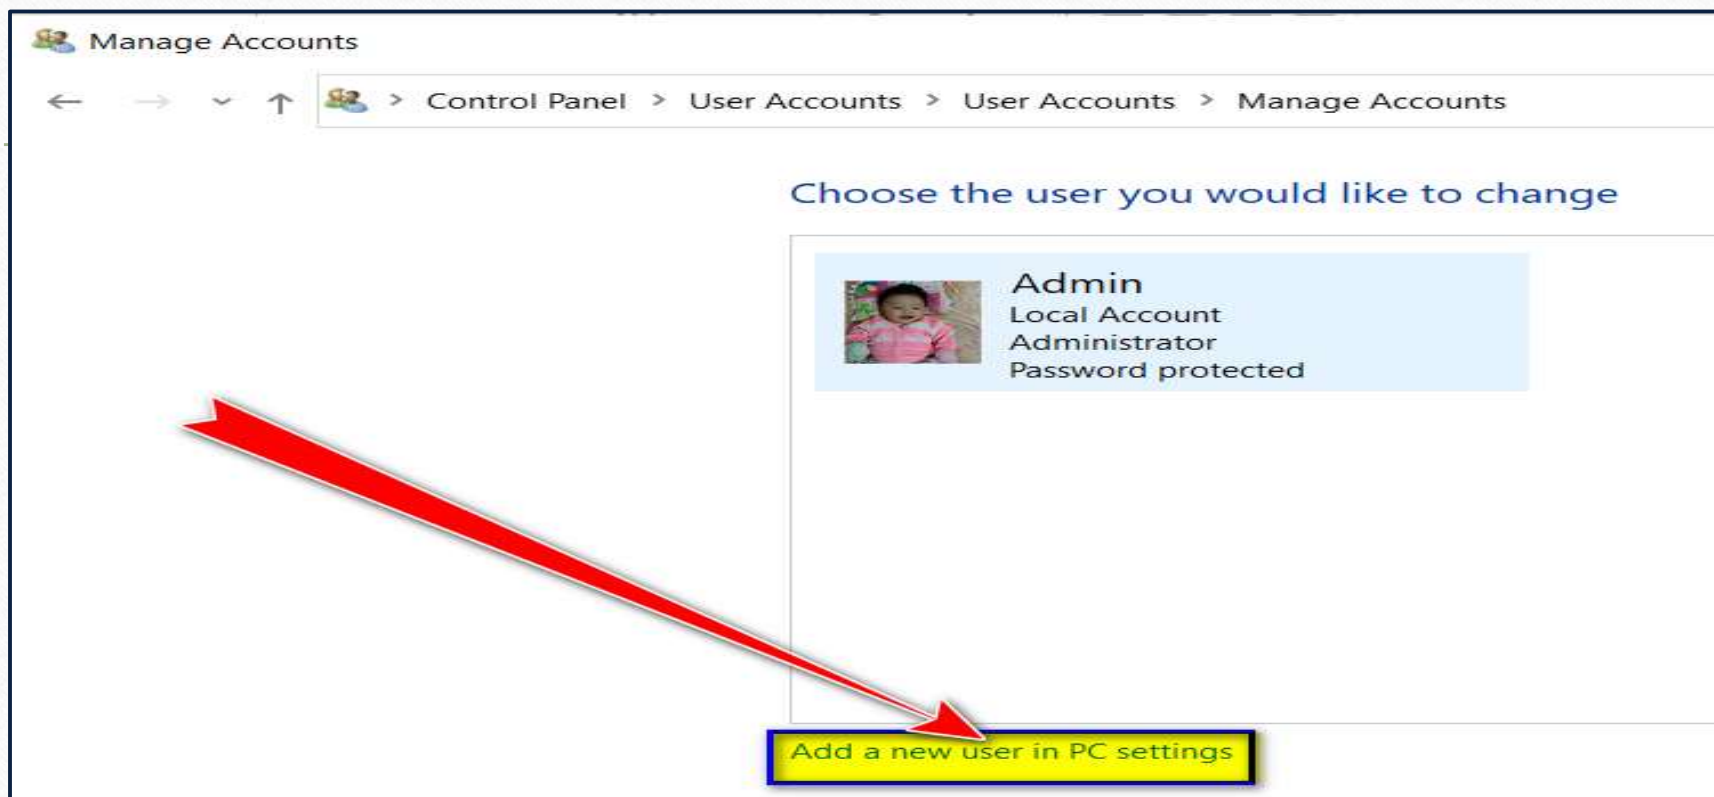 Manage Accounts
Control Panel > User Accounts > User Accounts > Manage Accounts
Choose the user you would like to change
Admin
Local Account
Administrator
Password protected
Add a new user in PC settings